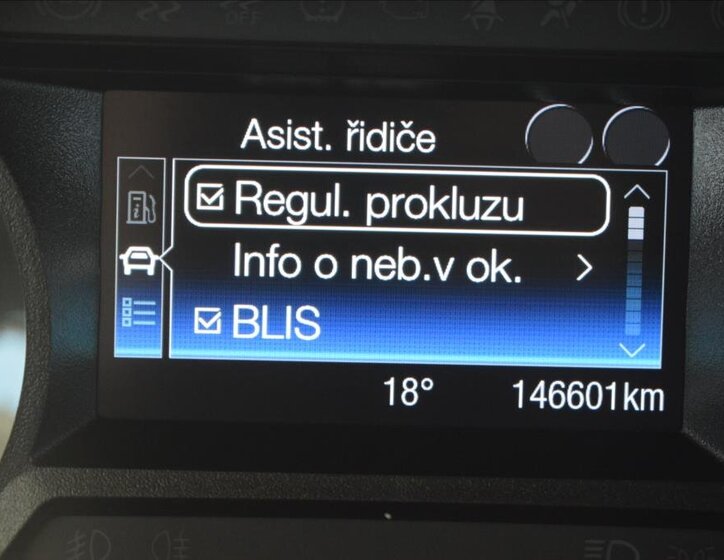 Asist. řidiče
Regul. prokluzu
Info o neb.v ok.
BLIS
18° 146601km